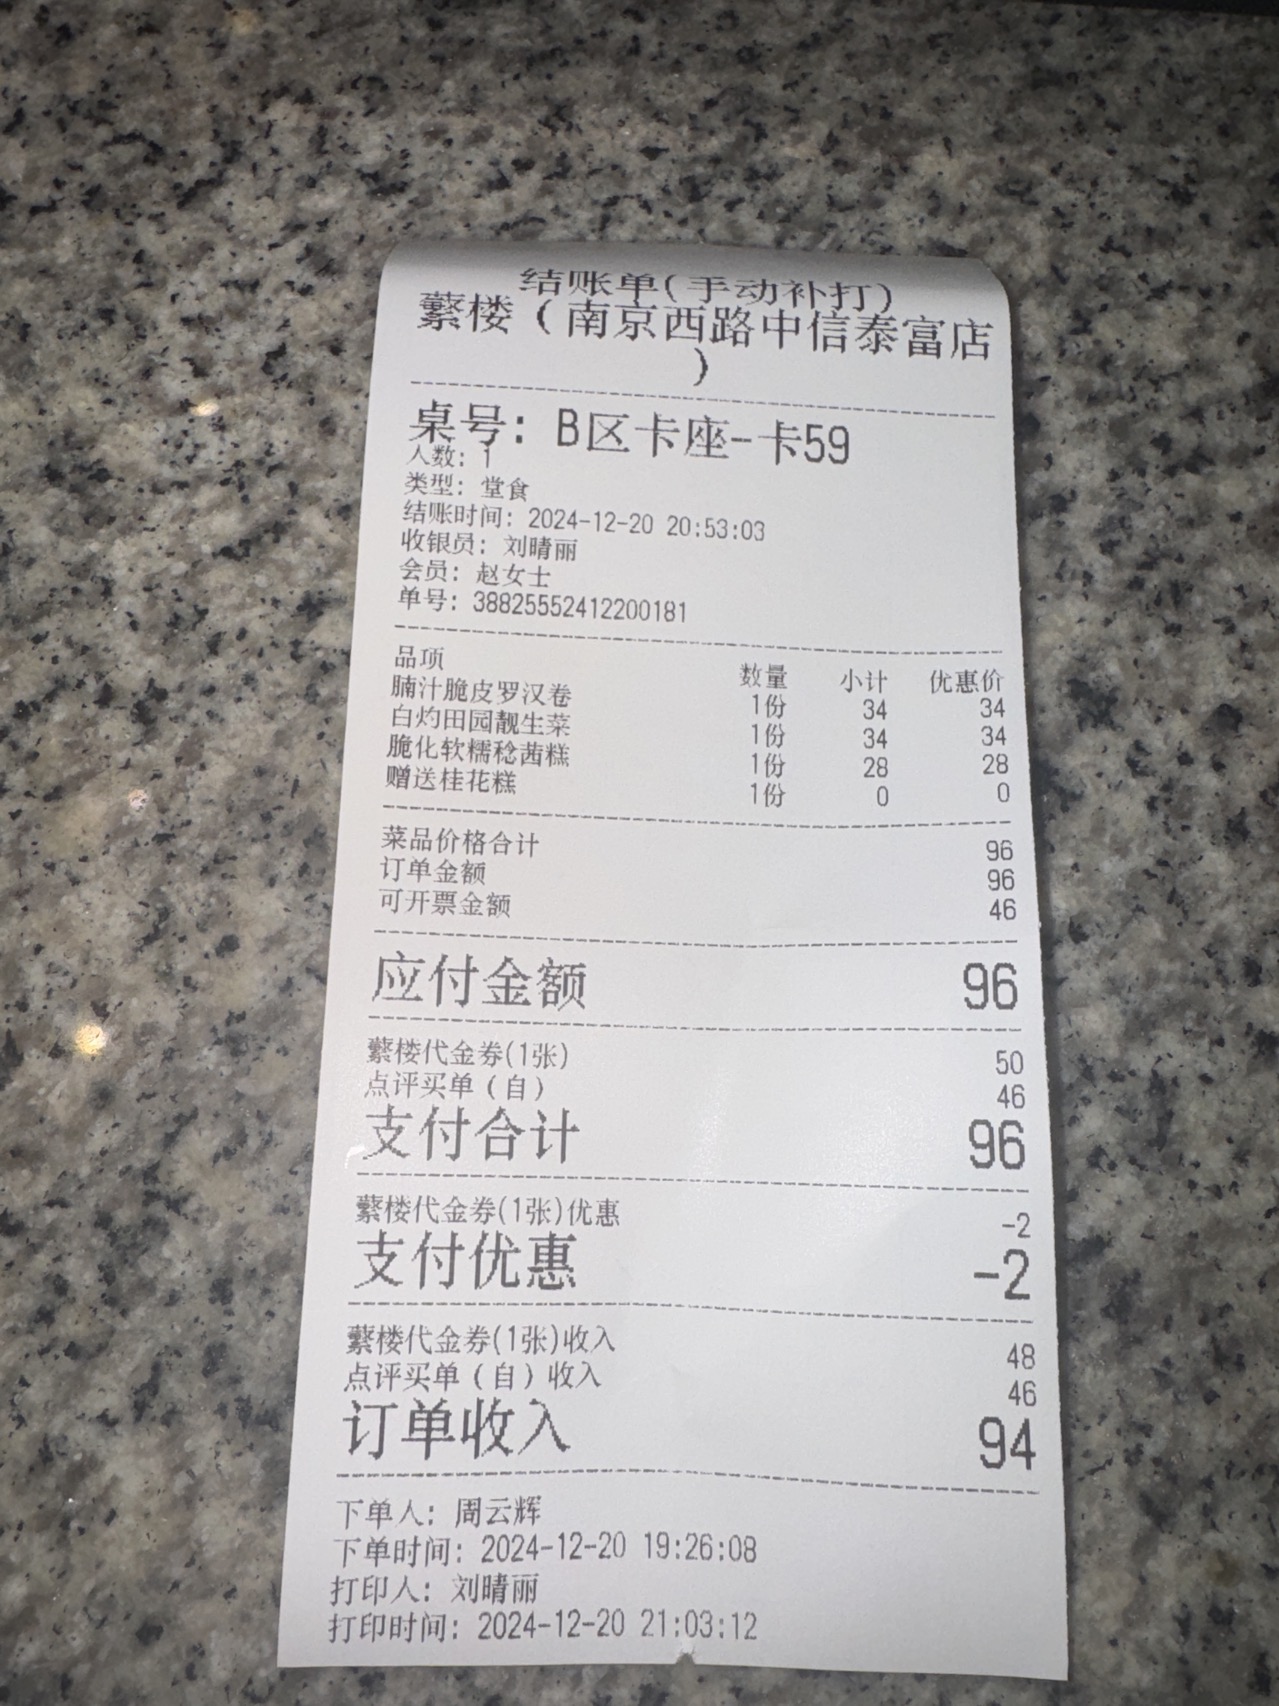 结账单(手动补打)
蘩楼（南京西路中信泰富店
）
桌号: B区卡座-卡59
人数: 1
类型: 堂食
结账时间: 2024-12-20 20:53:03
收银员: 刘晴丽
会员: 赵女士
单号: 38825552412200181
品项 数量 小计 优惠价
腩汁脆皮罗汉卷 1份 34 34
白灼田园靓生菜 1份 34 34
脆化软糯稔茜糕 1份 28 28
赠送桂花糕 1份 0 0
菜品价格合计 96
订单金额 96
可开票金额 46
应付金额 96
蘩楼代金券(1张) 50
点评买单（自） 46
支付合计 96
蘩楼代金券(1张)优惠 -2
支付优惠 -2
蘩楼代金券(1张)收入 48
点评买单（自）收入 46
订单收入 94
下单人: 周云辉
下单时间: 2024-12-20 19:26:08
打印人: 刘晴丽
打印时间: 2024-12-20 21:03:12